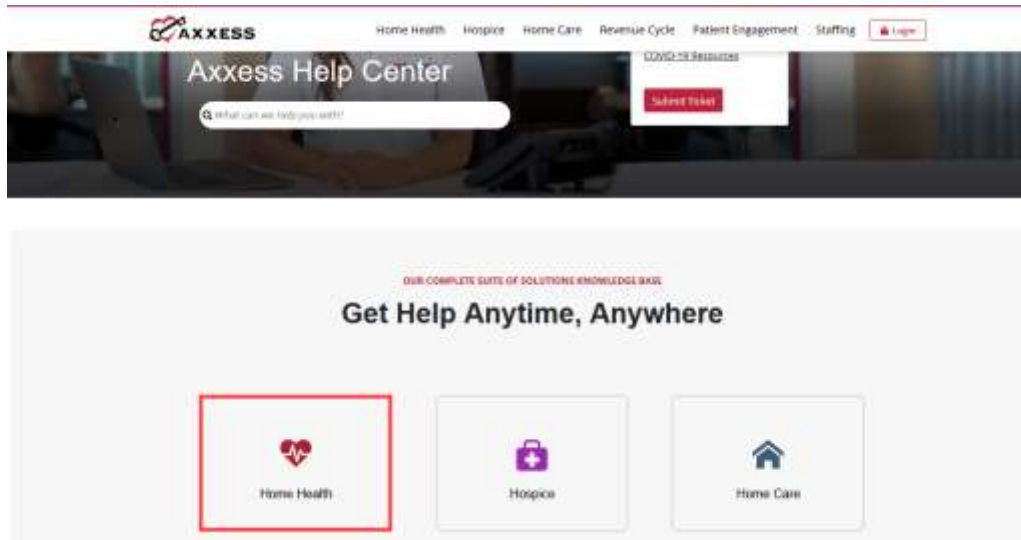 AXXESS
Home Health Hospice Home Care Revenue Cycle Patient Engagement Staffing Login
Axxess Help Center
COVID-19 Resources
What can we help you with?
Submit Ticket
OUR COMPLETE SUITE OF SOLUTIONS KNOWLEDGE BASE
Get Help Anytime, Anywhere
Home Health
Hospice
Home Care